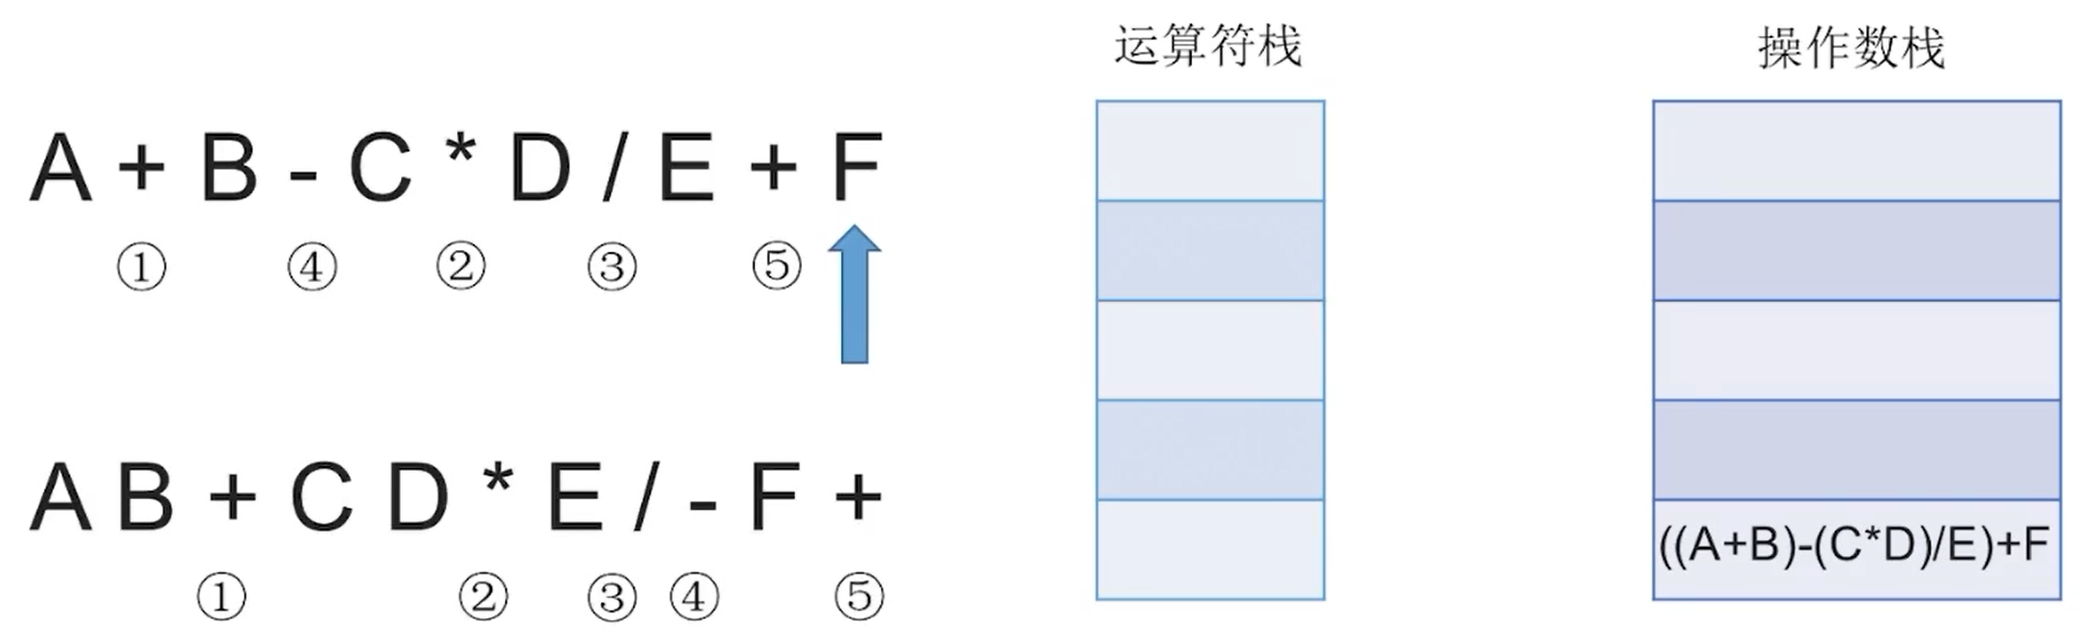 运算符栈
操作数栈
A + B - C * D / E + F
① ④ ② ③ ⑤
A B + C D * E / - F +
① ② ③ ④ ⑤
((A+B)-(C*D)/E)+F